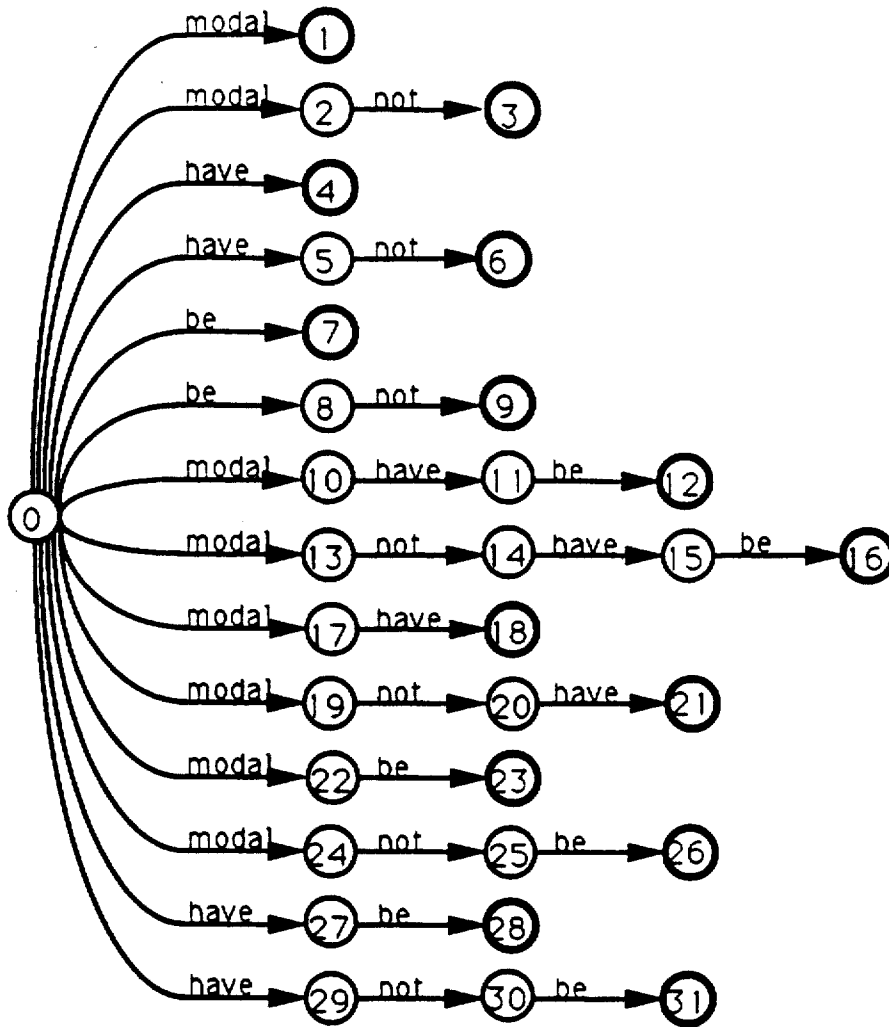 modal 1
modal 2 not 3
have 4
have 5 not 6
be 7
be 8 not 9
modal 10 have 11 be 12
0
modal 13 not 14 have 15 be 16
modal 17 have 18
modal 19 not 20 have 21
modal 22 be 23
modal 24 not 25 be 26
have 27 be 28
have 29 not 30 be 31